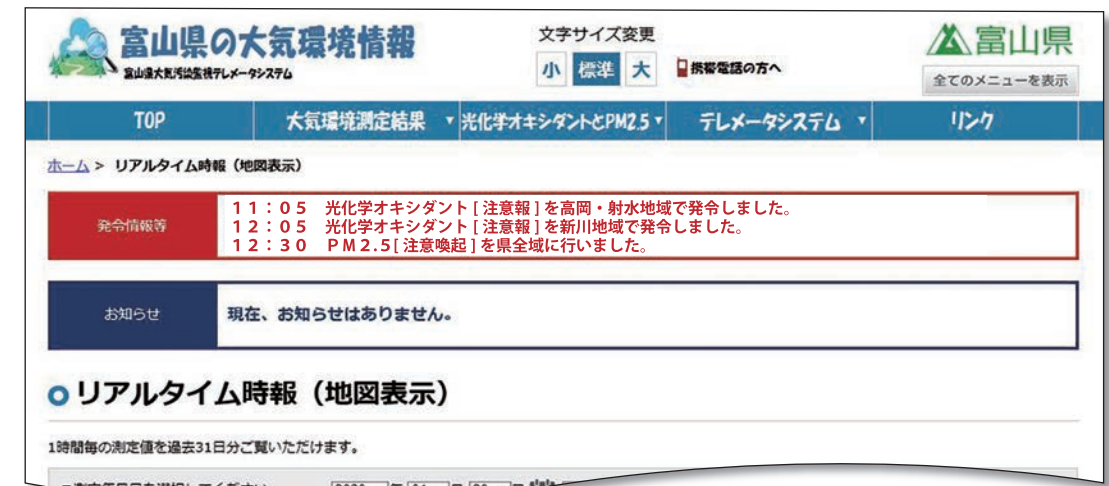 富山県の大気環境情報
富山県大気汚染監視テレメータシステム
文字サイズ変更
小 標準 大
携帯電話の方へ
富山県
全てのメニューを表示
TOP 大気環境測定結果 ▼ 光化学オキシダントとPM2.5 ▼ テレメータシステム ▼ リンク
ホーム > リアルタイム時報（地図表示）
発令情報等
11：05 光化学オキシダント[注意報]を高岡・射水地域で発令しました。
12：05 光化学オキシダント[注意報]を新川地域で発令しました。
12：30 PM2.5[注意喚起]を県全域に行いました。
お知らせ
現在、お知らせはありません。
リアルタイム時報（地図表示）
1時間毎の測定値を過去31日分ご覧いただけます。